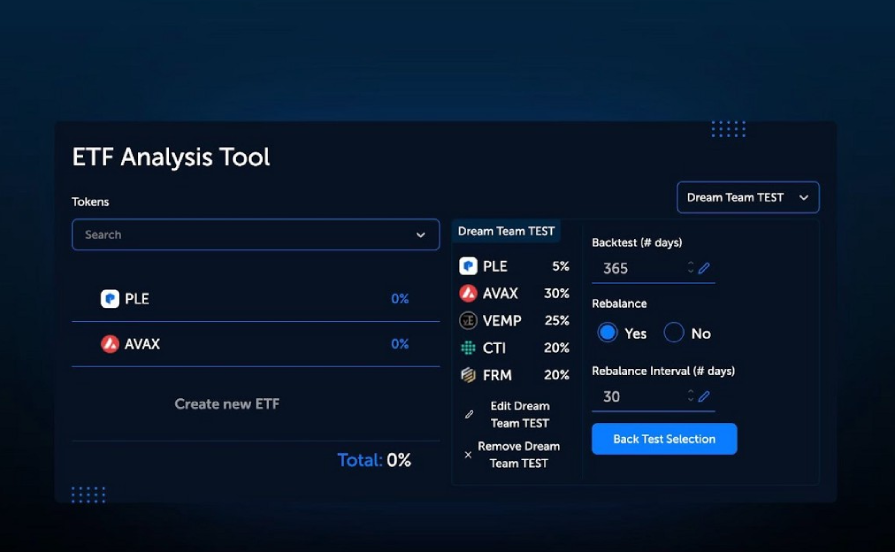 ETF Analysis Tool
Tokens
Dream Team TEST
Search
PLE 0%
AVAX 0%
Create new ETF
Total: 0%
Dream Team TEST
PLE 5%
AVAX 30%
VEMP 25%
CTI 20%
FRM 20%
Edit Dream
Team TEST
Remove Dream
Team TEST
Backtest (# days)
365
Rebalance
Yes No
Rebalance Interval (# days)
30
Back Test Selection